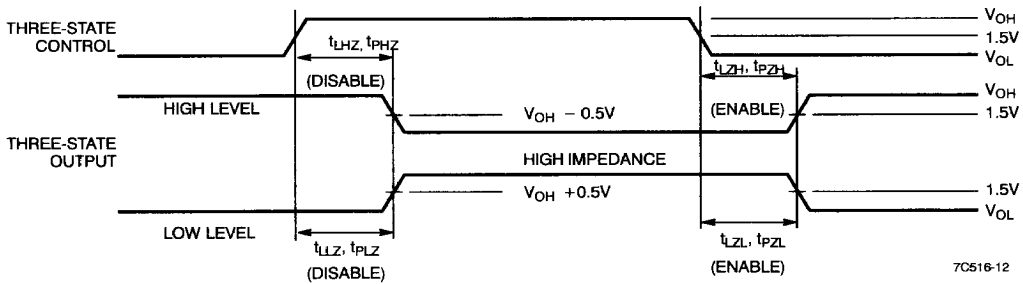 THREE-STATE
CONTROL
tLHZ, tPHZ
(DISABLE)
VOH
1.5V
VOL
tLZH, tPZH
(ENABLE)
HIGH LEVEL
VOH – 0.5V
VOH
1.5V
THREE-STATE
OUTPUT
HIGH IMPEDANCE
VOH +0.5V
1.5V
VOL
LOW LEVEL
tLLZ, tPLZ
(DISABLE)
tLZL, tPZL
(ENABLE)
7C516-12